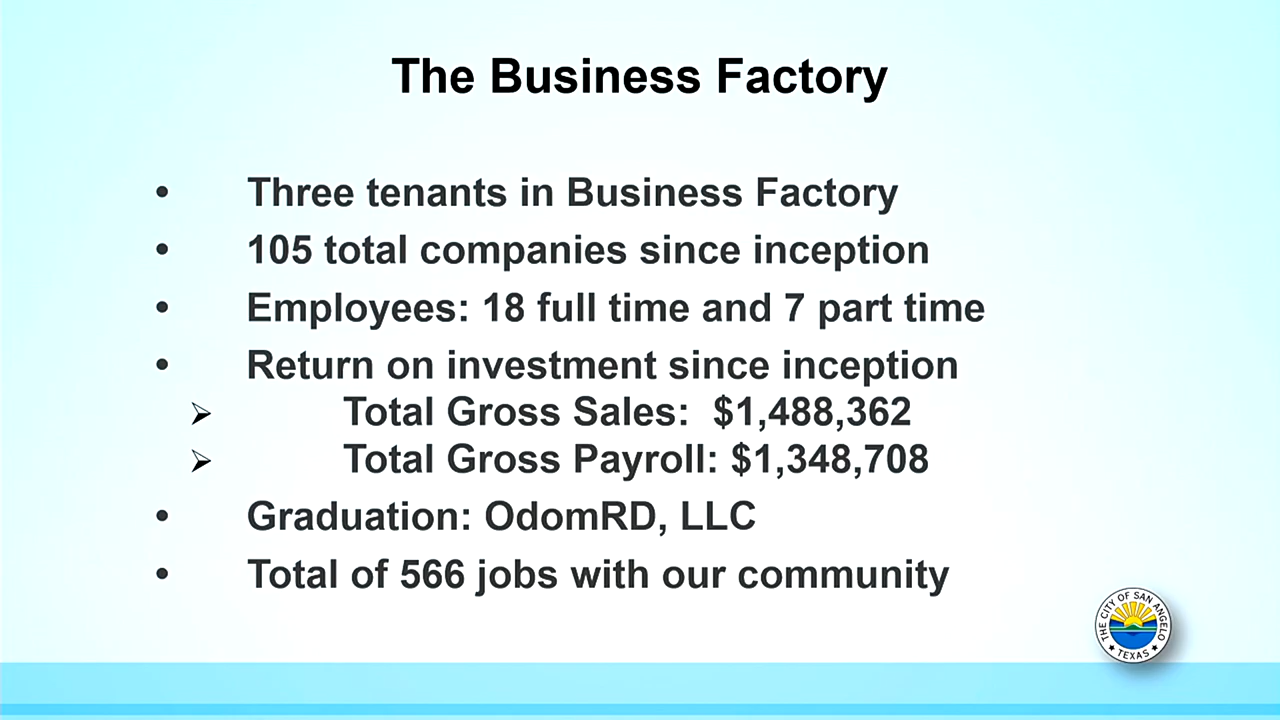 The Business Factory
• Three tenants in Business Factory
• 105 total companies since inception
• Employees: 18 full time and 7 part time
• Return on investment since inception
➢ Total Gross Sales:  $1,488,362
➢ Total Gross Payroll: $1,348,708
• Graduation: OdomRD, LLC
• Total of 566 jobs with our community
THE CITY OF SAN ANGELO
TEXAS